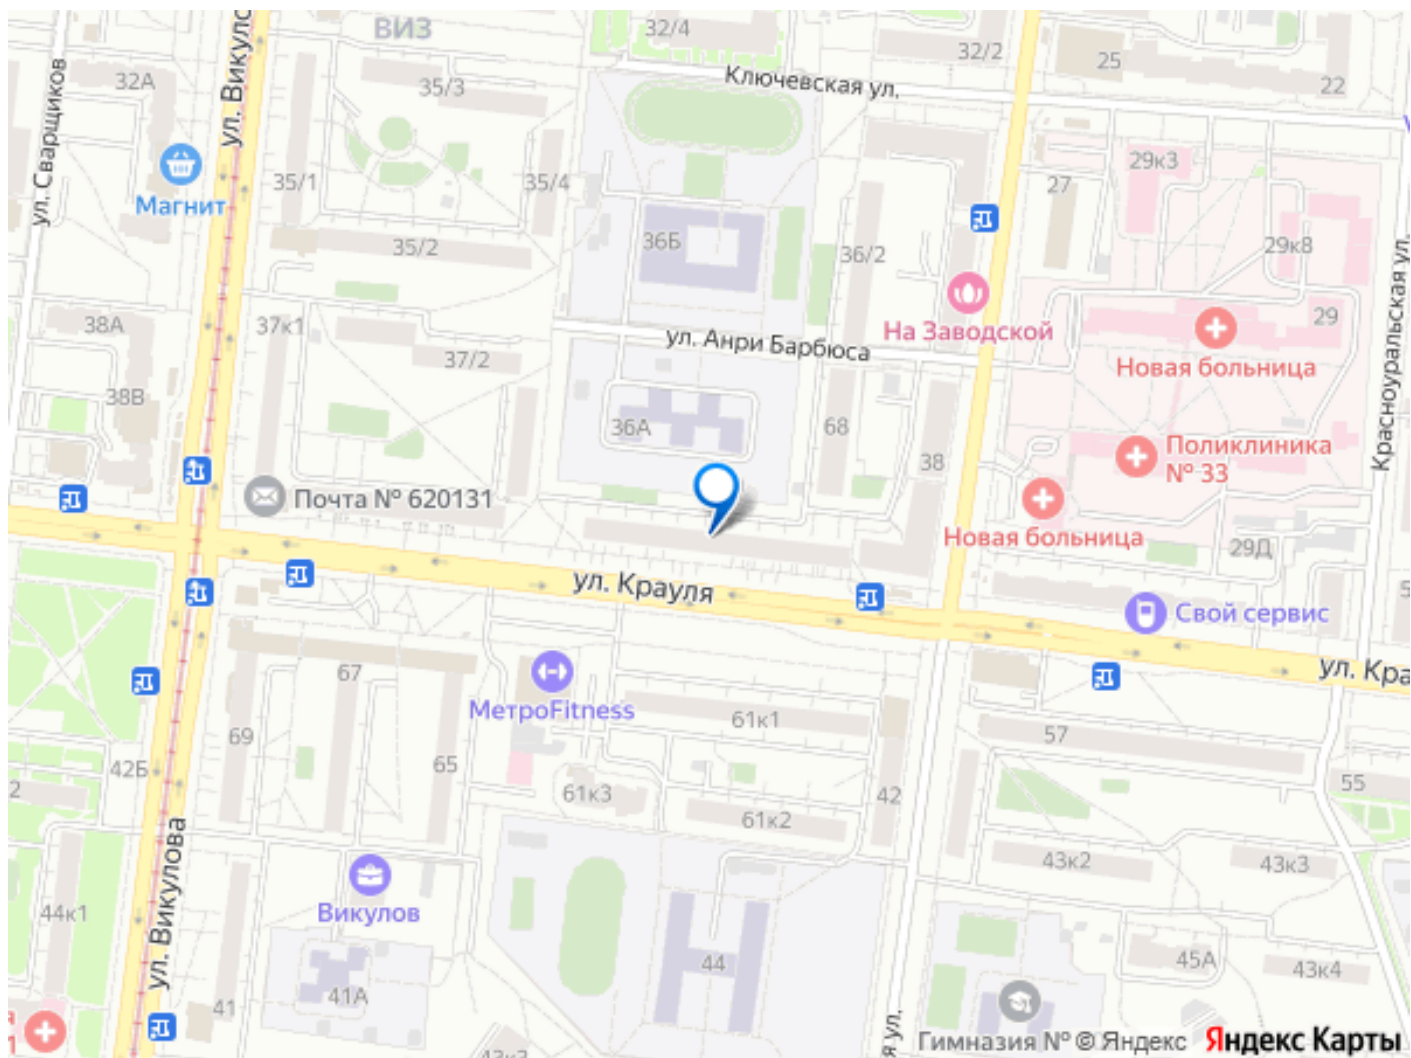 ВИЗ
32/4
32/2
25
22
32А
35/3
Ключевская ул.
ул. Викуло
ул. Сварщиков
Магнит
35/1
35/4
29к3
27
36Б
35/2
36/2
29к8
Красноуральская ул.
38А
37к1
37/2
ул. Анри Барбюса
На Заводской
29
Новая больница
38В
36А
68
38
Поликлиника
№ 33
Почта № 620131
Новая больница
29Д
ул. Крауля
Свой сервис
ул. Кра
67
МетроFitness
61к1
57
69
65
42Б
2
61к3
42
55
61к2
43к2
43к3
ул. Викулова
44к1
Викулов
44
45А
43к4
41А
41
я ул.
Гимназия № © Яндекс
Яндекс Карты